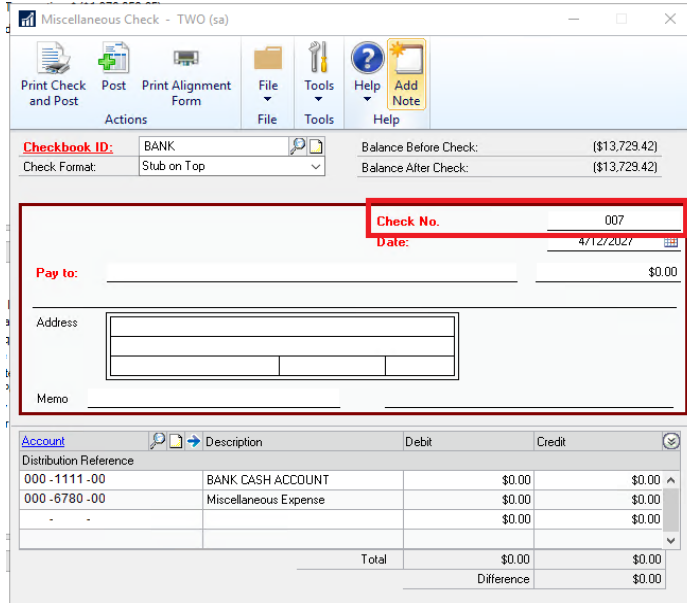 Miscellaneous Check - TWO (sa)
Print Check and Post
Post
Print Alignment Form
File
Tools
Help
Add Note
Actions
File
Tools
Help
Checkbook ID: BANK
Balance Before Check: ($13,729.42)
Check Format: Stub on Top
Balance After Check: ($13,729.42)
Check No. 007
Date: 4/12/2027
Pay to: $0.00
Address
Memo
Account Description Debit Credit
Distribution Reference
000 -1111 -00 BANK CASH ACCOUNT $0.00 $0.00
000 -6780 -00 Miscellaneous Expense $0.00 $0.00
- - $0.00 $0.00
Total $0.00 $0.00
Difference $0.00